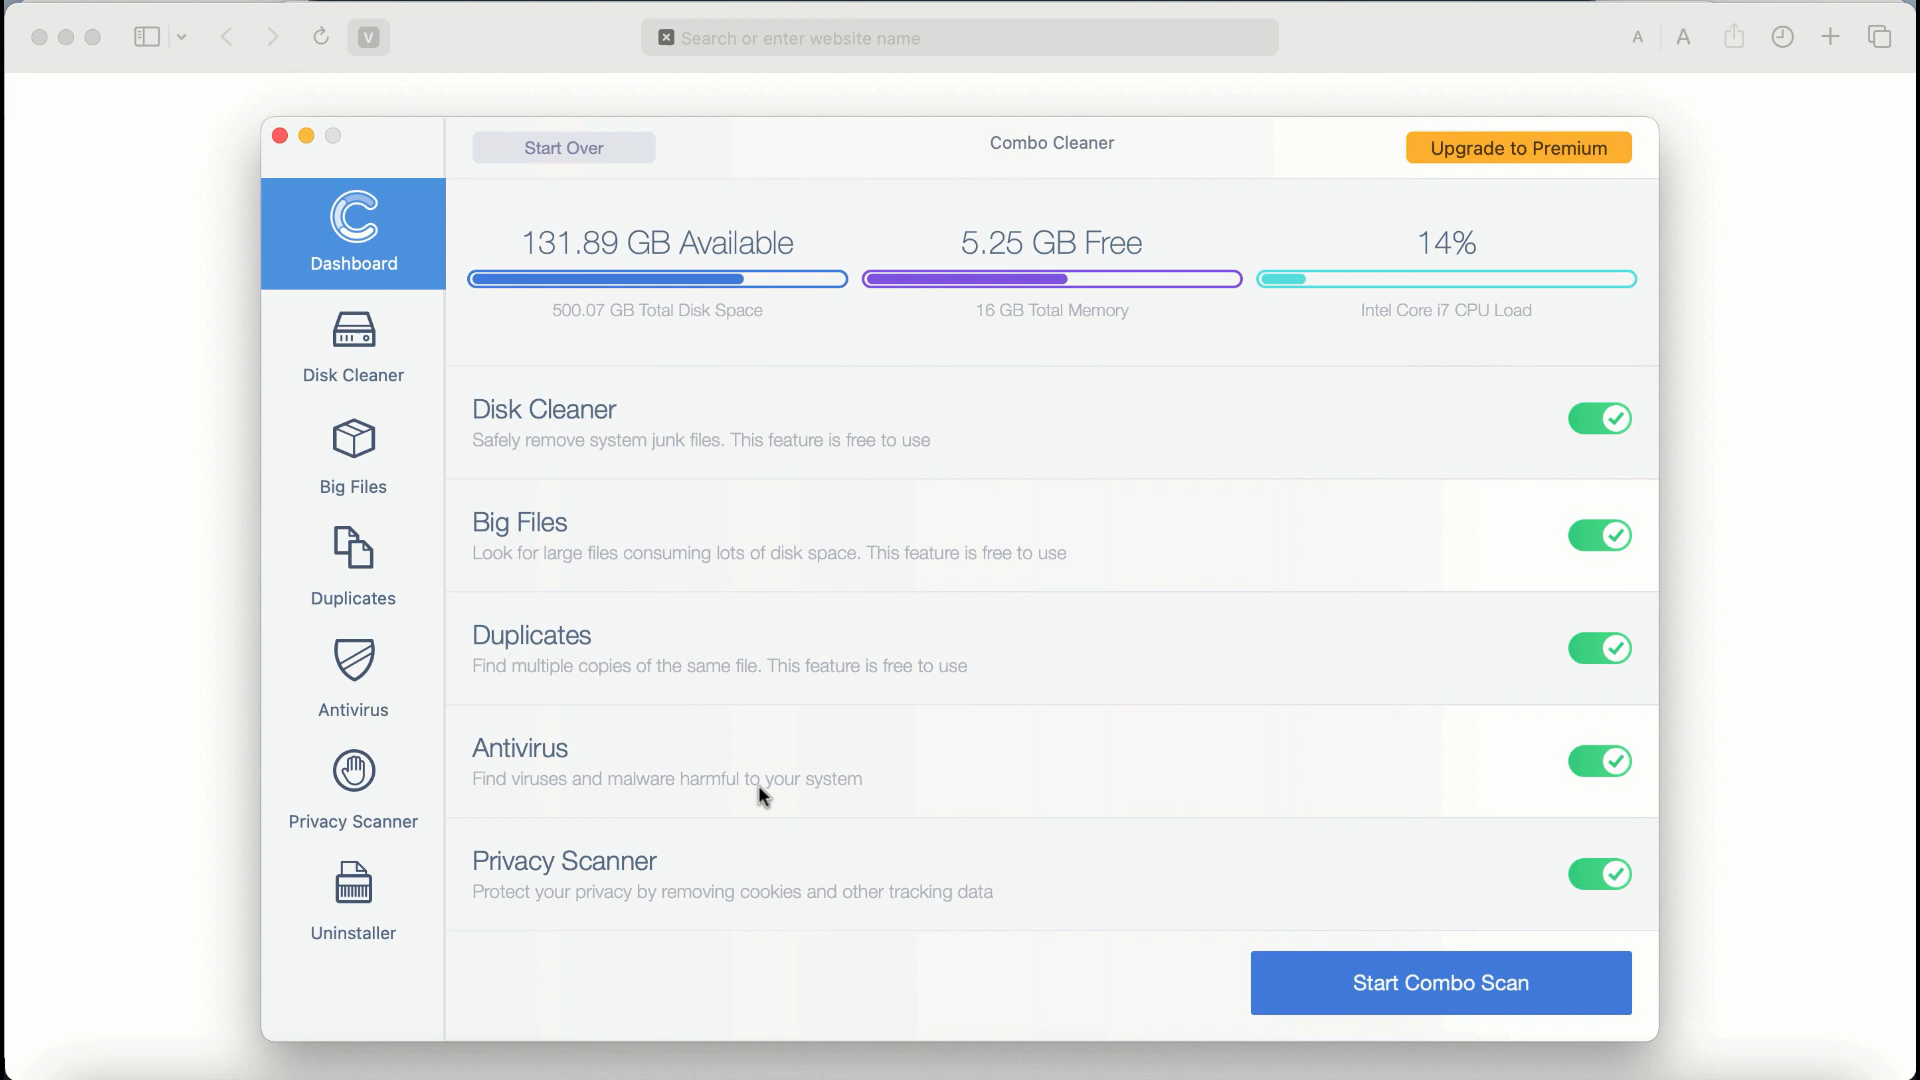 V
Search or enter website name
A
A
Start Over
Combo Cleaner
Upgrade to Premium
Dashboard
Disk Cleaner
Big Files
Duplicates
Antivirus
Privacy Scanner
Uninstaller
131.89 GB Available
5.25 GB Free
14%
500.07 GB Total Disk Space
16 GB Total Memory
Intel Core i7 CPU Load
Disk Cleaner
Safely remove system junk files. This feature is free to use
Big Files
Look for large files consuming lots of disk space. This feature is free to use
Duplicates
Find multiple copies of the same file. This feature is free to use
Antivirus
Find viruses and malware harmful to your system
Privacy Scanner
Protect your privacy by removing cookies and other tracking data
Start Combo Scan